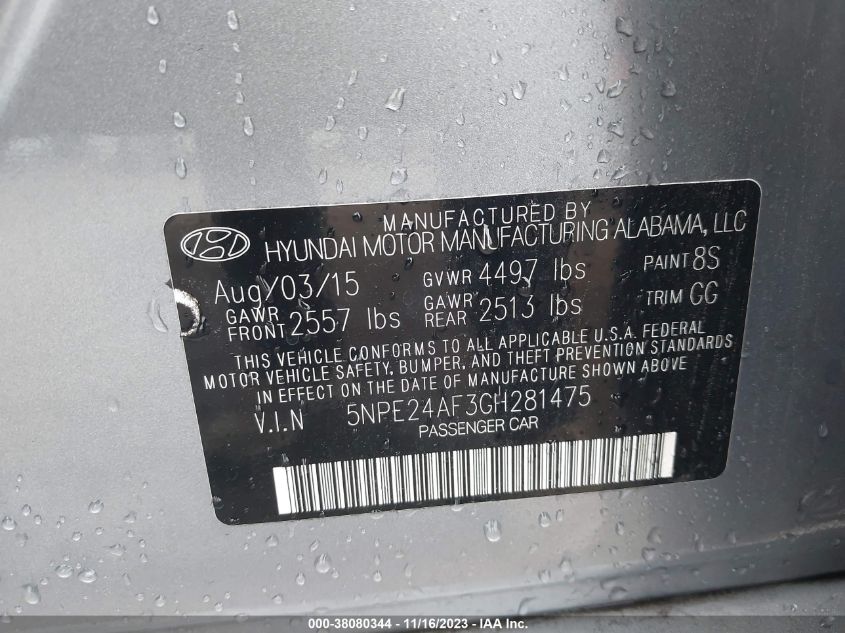 MANUFACTURED BY
HYUNDAI MOTOR MANUFACTURING ALABAMA, LLC
Aug/03/15 GVWR 4497 lbs PAINT 8S
GAWR FRONT 2557 lbs GAWR REAR 2513 lbs TRIM GG
THIS VEHICLE CONFORMS TO ALL APPLICABLE U.S.A. FEDERAL
MOTOR VEHICLE SAFETY, BUMPER, AND THEFT PREVENTION STANDARDS
IN EFFECT ON THE DATE OF MANUFACTURE SHOWN ABOVE
V.I.N 5NPE24AF3GH281475
PASSENGER CAR
000-38080344 - 11/16/2023 - IAA Inc.